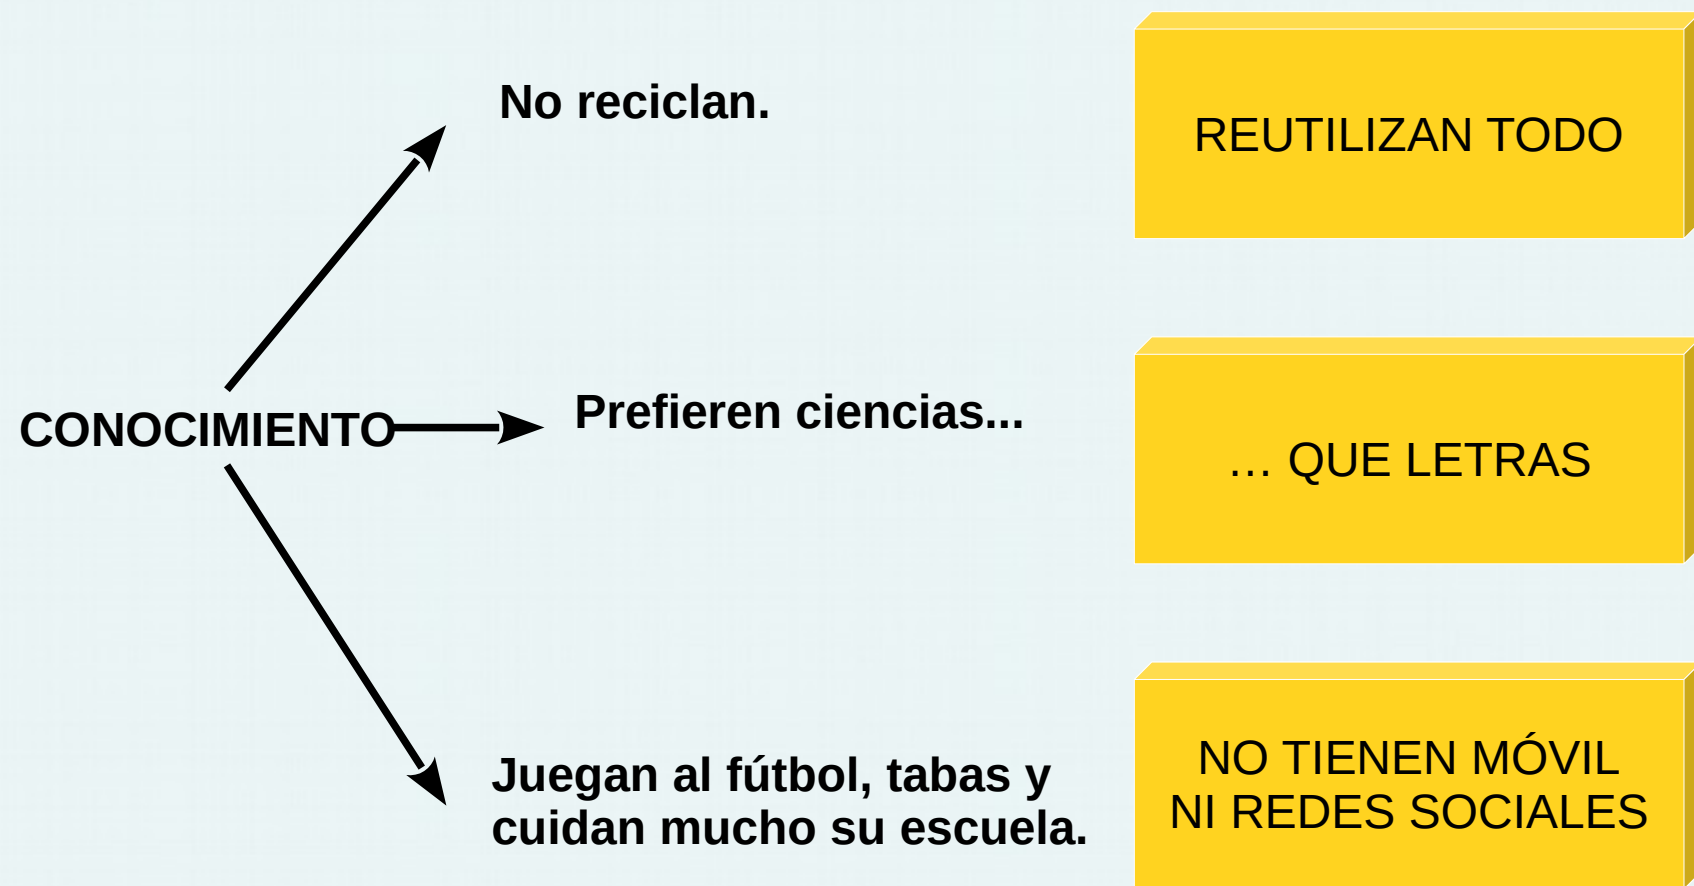 No reciclan.
REUTILIZAN TODO
CONOCIMIENTO
Prefieren ciencias...
… QUE LETRAS
Juegan al fútbol, tabas y
cuidan mucho su escuela.
NO TIENEN MÓVIL
NI REDES SOCIALES